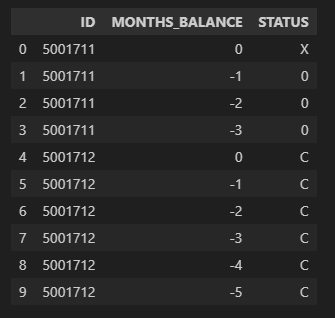 ID MONTHS_BALANCE STATUS
0 5001711 0 X
1 5001711 -1 0
2 5001711 -2 0
3 5001711 -3 0
4 5001712 0 C
5 5001712 -1 C
6 5001712 -2 C
7 5001712 -3 C
8 5001712 -4 C
9 5001712 -5 C